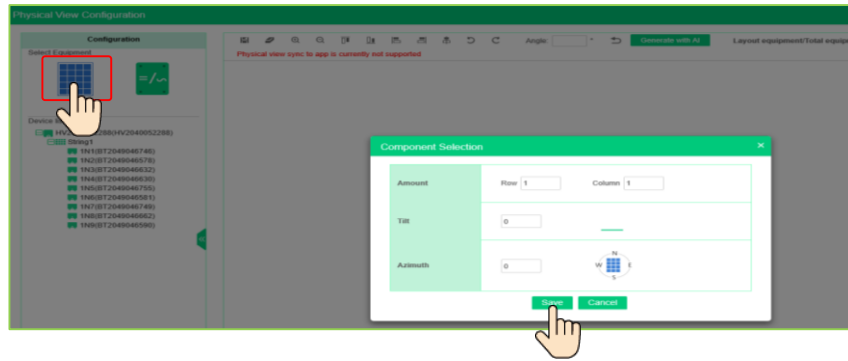 Physical View Configuration
Configuration
Select Equipment
Angle:
°
Generate with AI
Layout equipment/Total equip
Physical view sync to app is currently not supported
=/~
Device
HV2040052288)
String1
1N1(BT2049046746)
1N2(BT2049046578)
1N3(BT2049046632)
1N4(BT2049046630)
1N5(BT2049046755)
1N6(BT2049046581)
1N7(BT2049046749)
1N8(BT2049046662)
1N9(BT2049046590)
Component Selection
×
Amount
Row 1
Column 1
Tilt
0
Azimuth
0
N
W
S
Save
Cancel